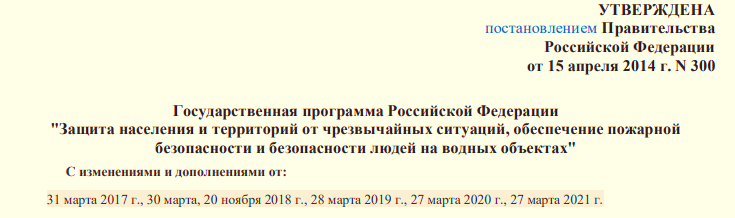 УТВЕРЖДЕНА
постановлением Правительства
Российской Федерации
от 15 апреля 2014 г. N 300
Государственная программа Российской Федерации
"Защита населения и территорий от чрезвычайных ситуаций, обеспечение пожарной
безопасности и безопасности людей на водных объектах"
С изменениями и дополнениями от:
31 марта 2017 г., 30 марта, 20 ноября 2018 г., 28 марта 2019 г., 27 марта 2020 г., 27 марта 2021 г.